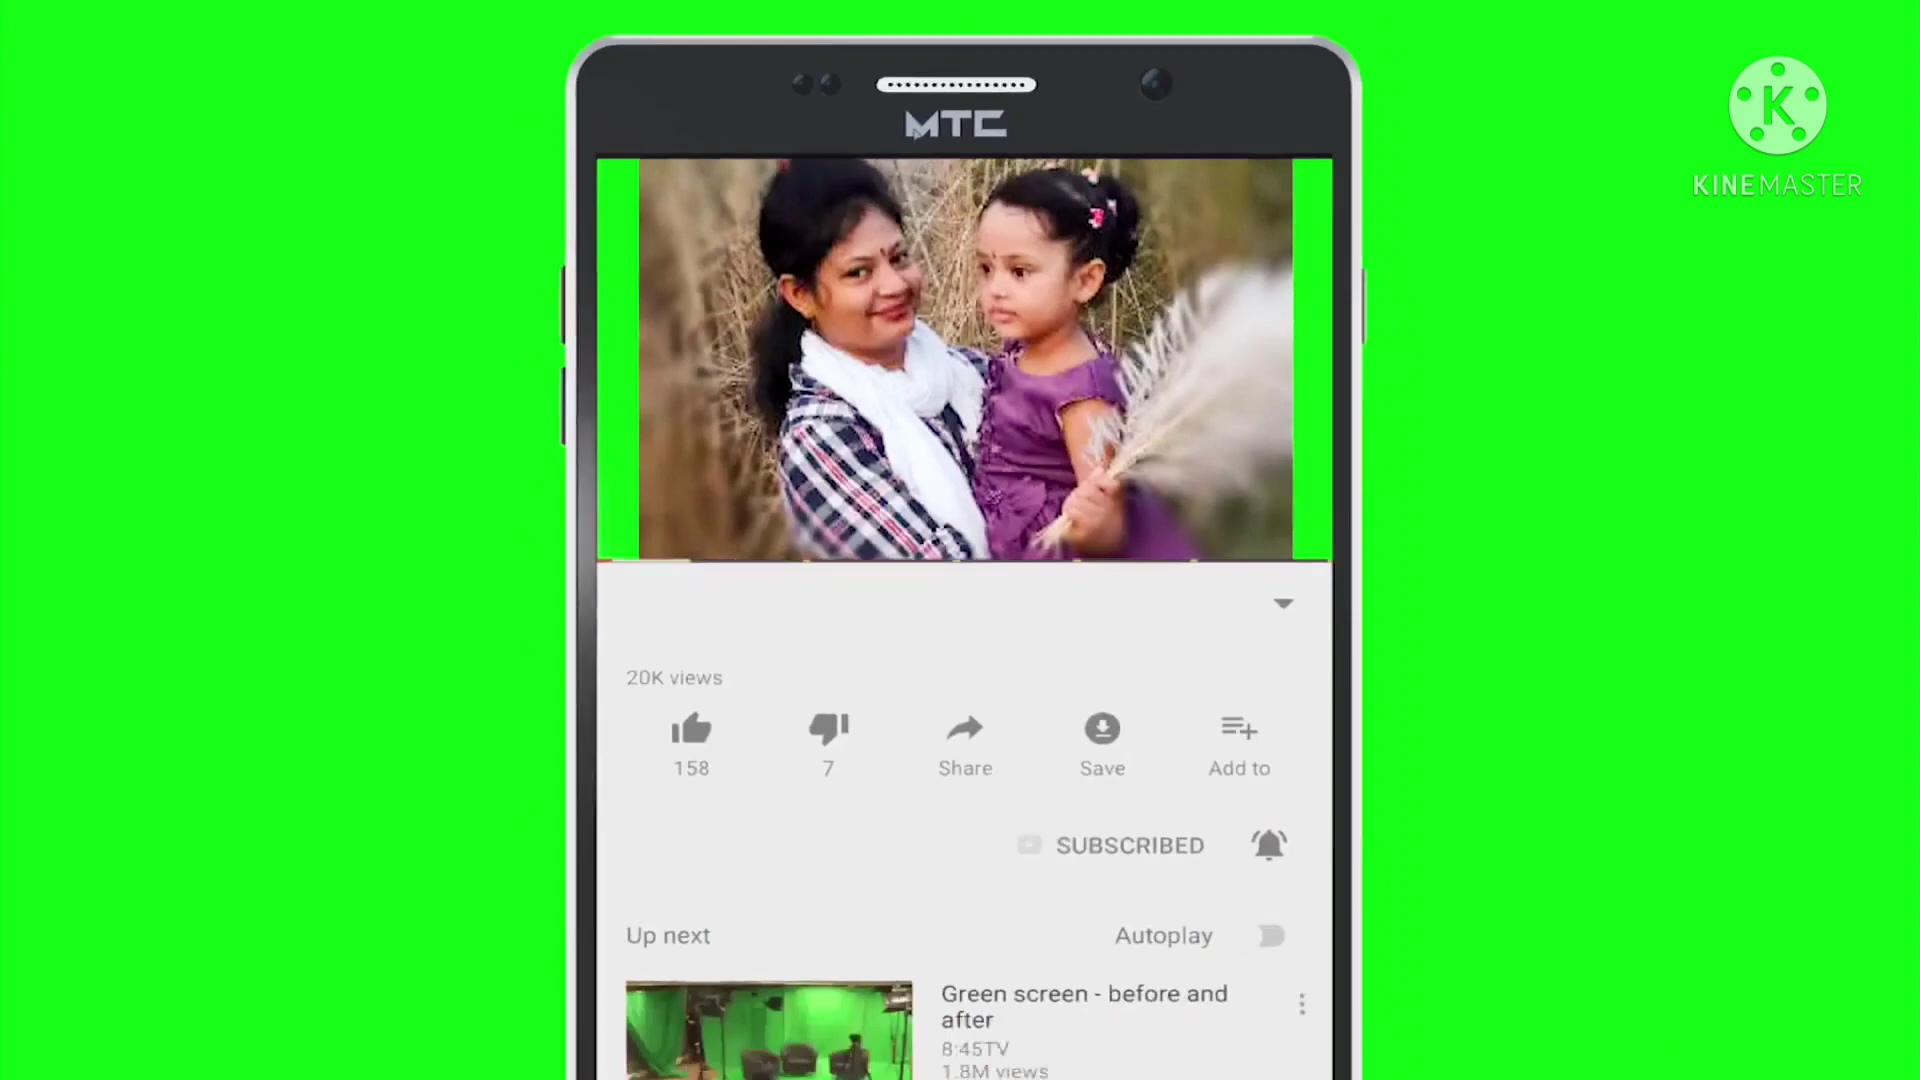 MTC
K
KINEMASTER
20K views
158
7
Share
Save
Add to
SUBSCRIBED
Up next
Autoplay
Green screen - before and
after
8:45TV
1.8M views